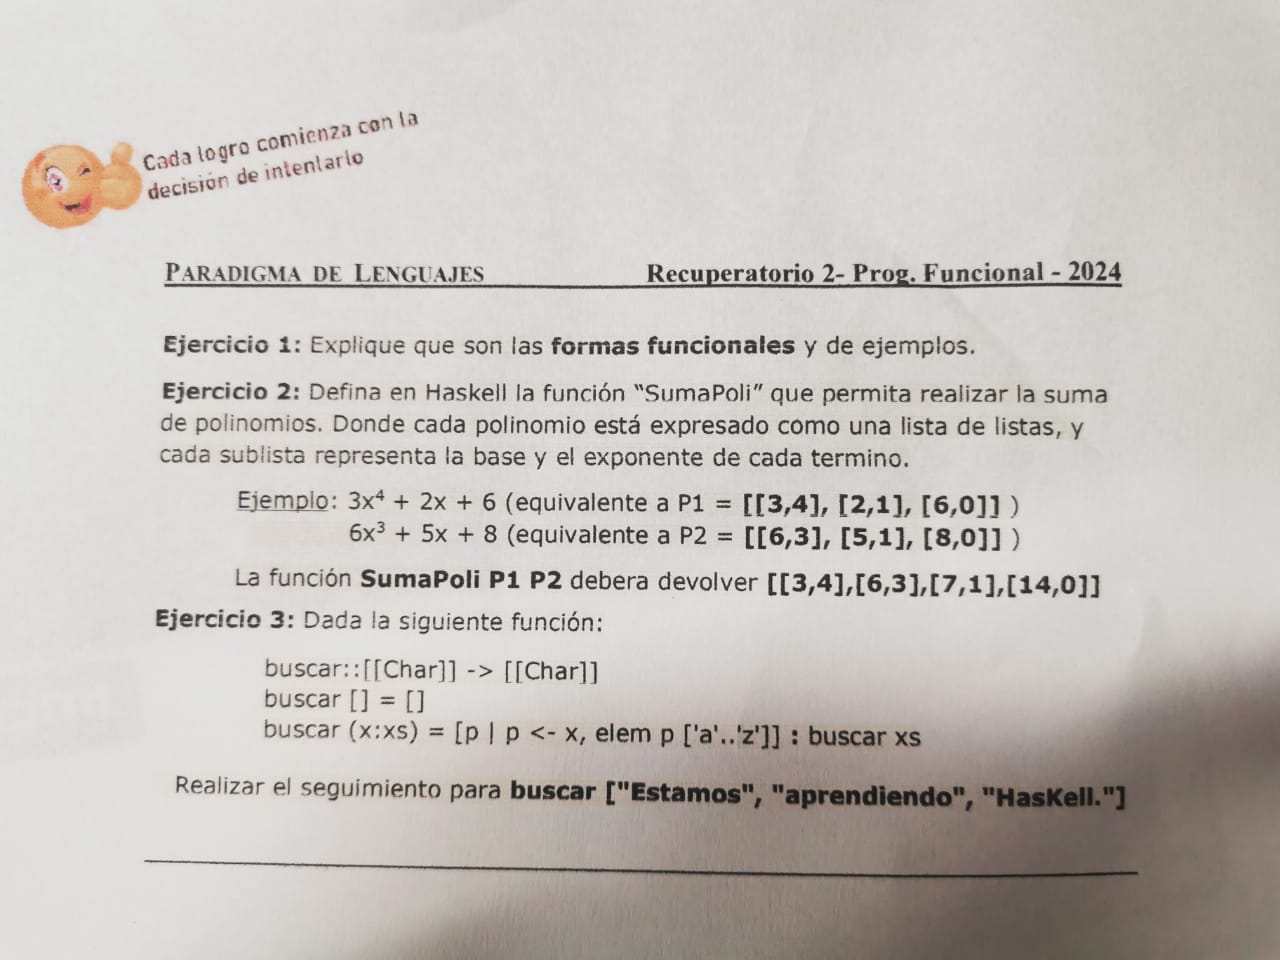 Cada logro comienza con la
decisión de intentarlo
PARADIGMA DE LENGUAJES Recuperatorio 2- Prog. Funcional - 2024
Ejercicio 1: Explique que son las formas funcionales y de ejemplos.
Ejercicio 2: Defina en Haskell la función “SumaPoli” que permita realizar la suma
de polinomios. Donde cada polinomio está expresado como una lista de listas, y
cada sublista representa la base y el exponente de cada termino.
Ejemplo: 3x⁴ + 2x + 6 (equivalente a P1 = [[3,4], [2,1], [6,0]] )
6x³ + 5x + 8 (equivalente a P2 = [[6,3], [5,1], [8,0]] )
La función SumaPoli P1 P2 debera devolver [[3,4],[6,3],[7,1],[14,0]]
Ejercicio 3: Dada la siguiente función:
buscar::[[Char]] -> [[Char]]
buscar [] = []
buscar (x:xs) = [p | p <- x, elem p ['a'..'z']] : buscar xs
Realizar el seguimiento para buscar ["Estamos", "aprendiendo", "HasKell."]